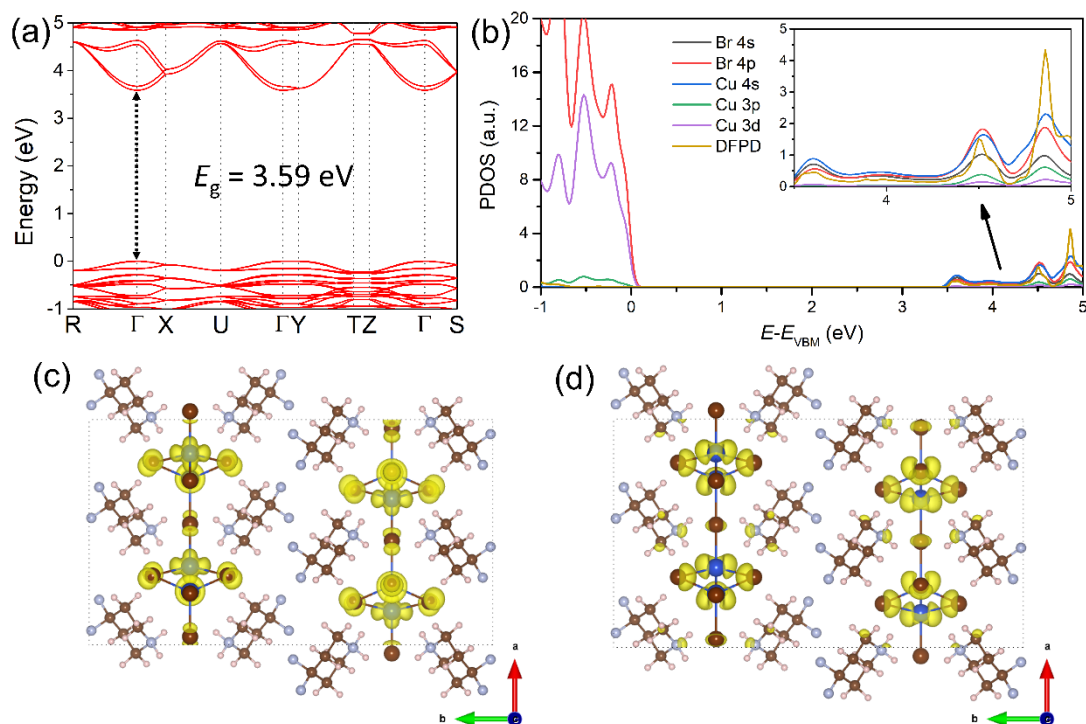 (a)
Energy (eV)
5
4
3
2
1
0
-1
E_g = 3.59 eV
R Γ X U Γ Y T Z Γ S
(b)
PDOS (a.u.)
20
16
12
8
4
0
Br 4s
Br 4p
Cu 4s
Cu 3p
Cu 3d
DFPD
5
4
3
2
1
0
4 5
-1 0 1 2 3 4 5
E-E_VBM (eV)
(c)
a
b
c
(d)
a
b
c